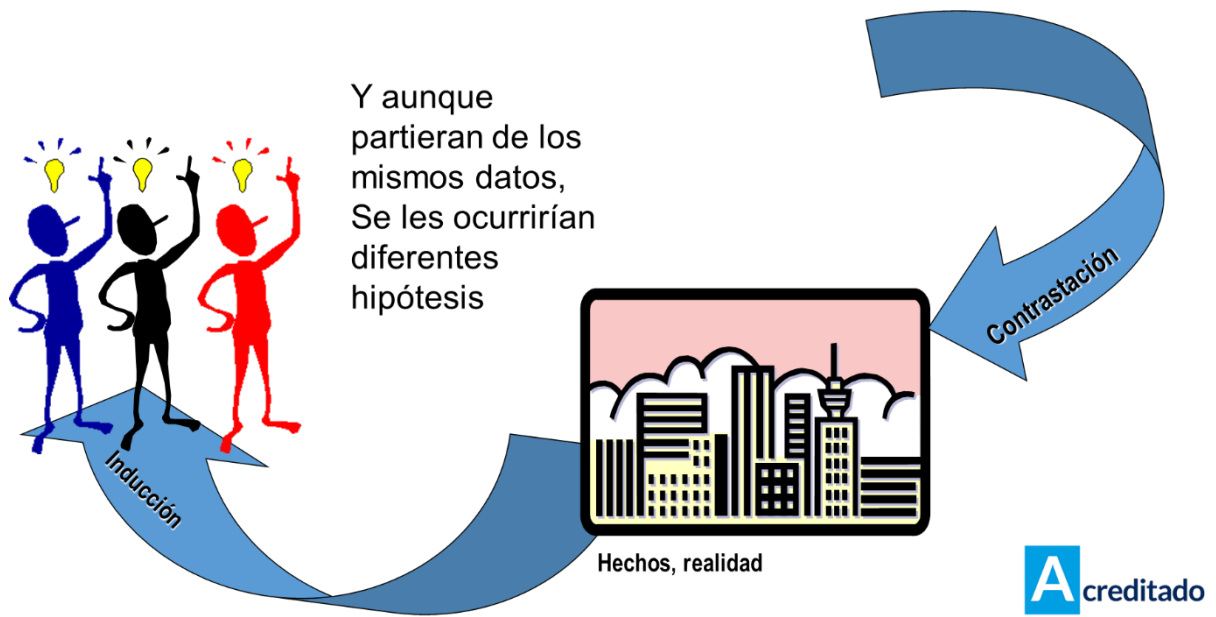 Y aunque
partieran de los
mismos datos,
Se les ocurrirían
diferentes
hipótesis
Contrastación
Inducción
Hechos, realidad
Acreditado